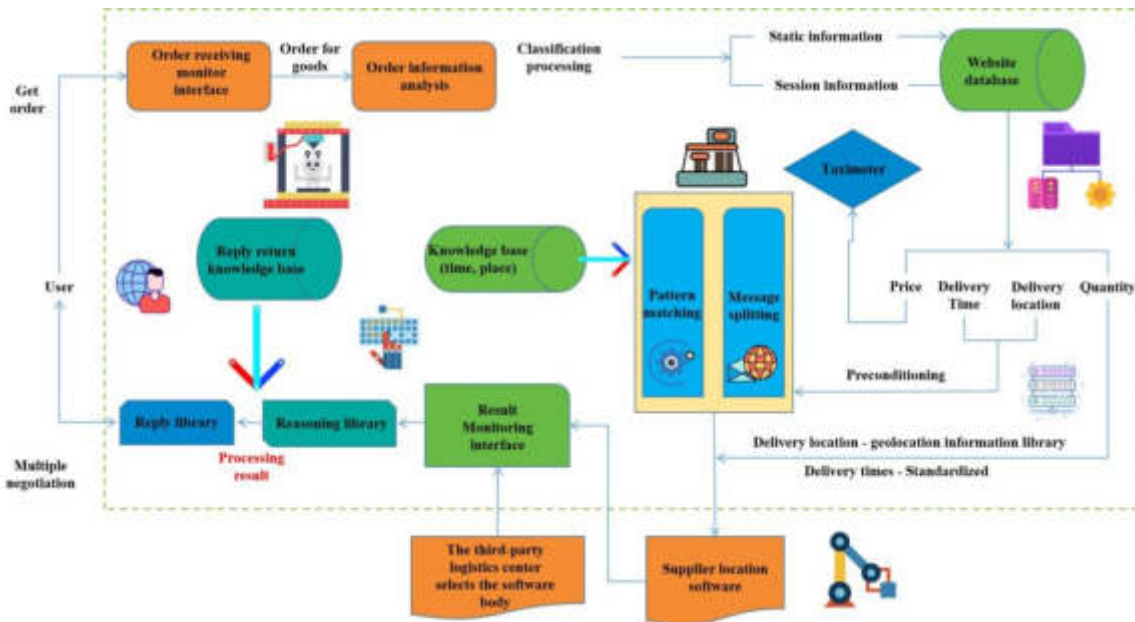 Order receiving
monitor
interface
Order for
goods
Order information
analysis
Classification
processing
Static information
Session information
Website
database
Get
order
Taximeter
Reply return
knowledge base
Knowledge base
(time, place)
Pattern
matching
Message
splitting
User
Price
Delivery
Time
Delivery
location
Quantity
Preconditioning
Reply library
Reasoning library
Result
Monitoring
interface
Processing
result
Delivery location - geolocation information library
Delivery times - Standardized
Multiple
negotiation
The third-party
logistics center
selects the software
body
Supplier location
software